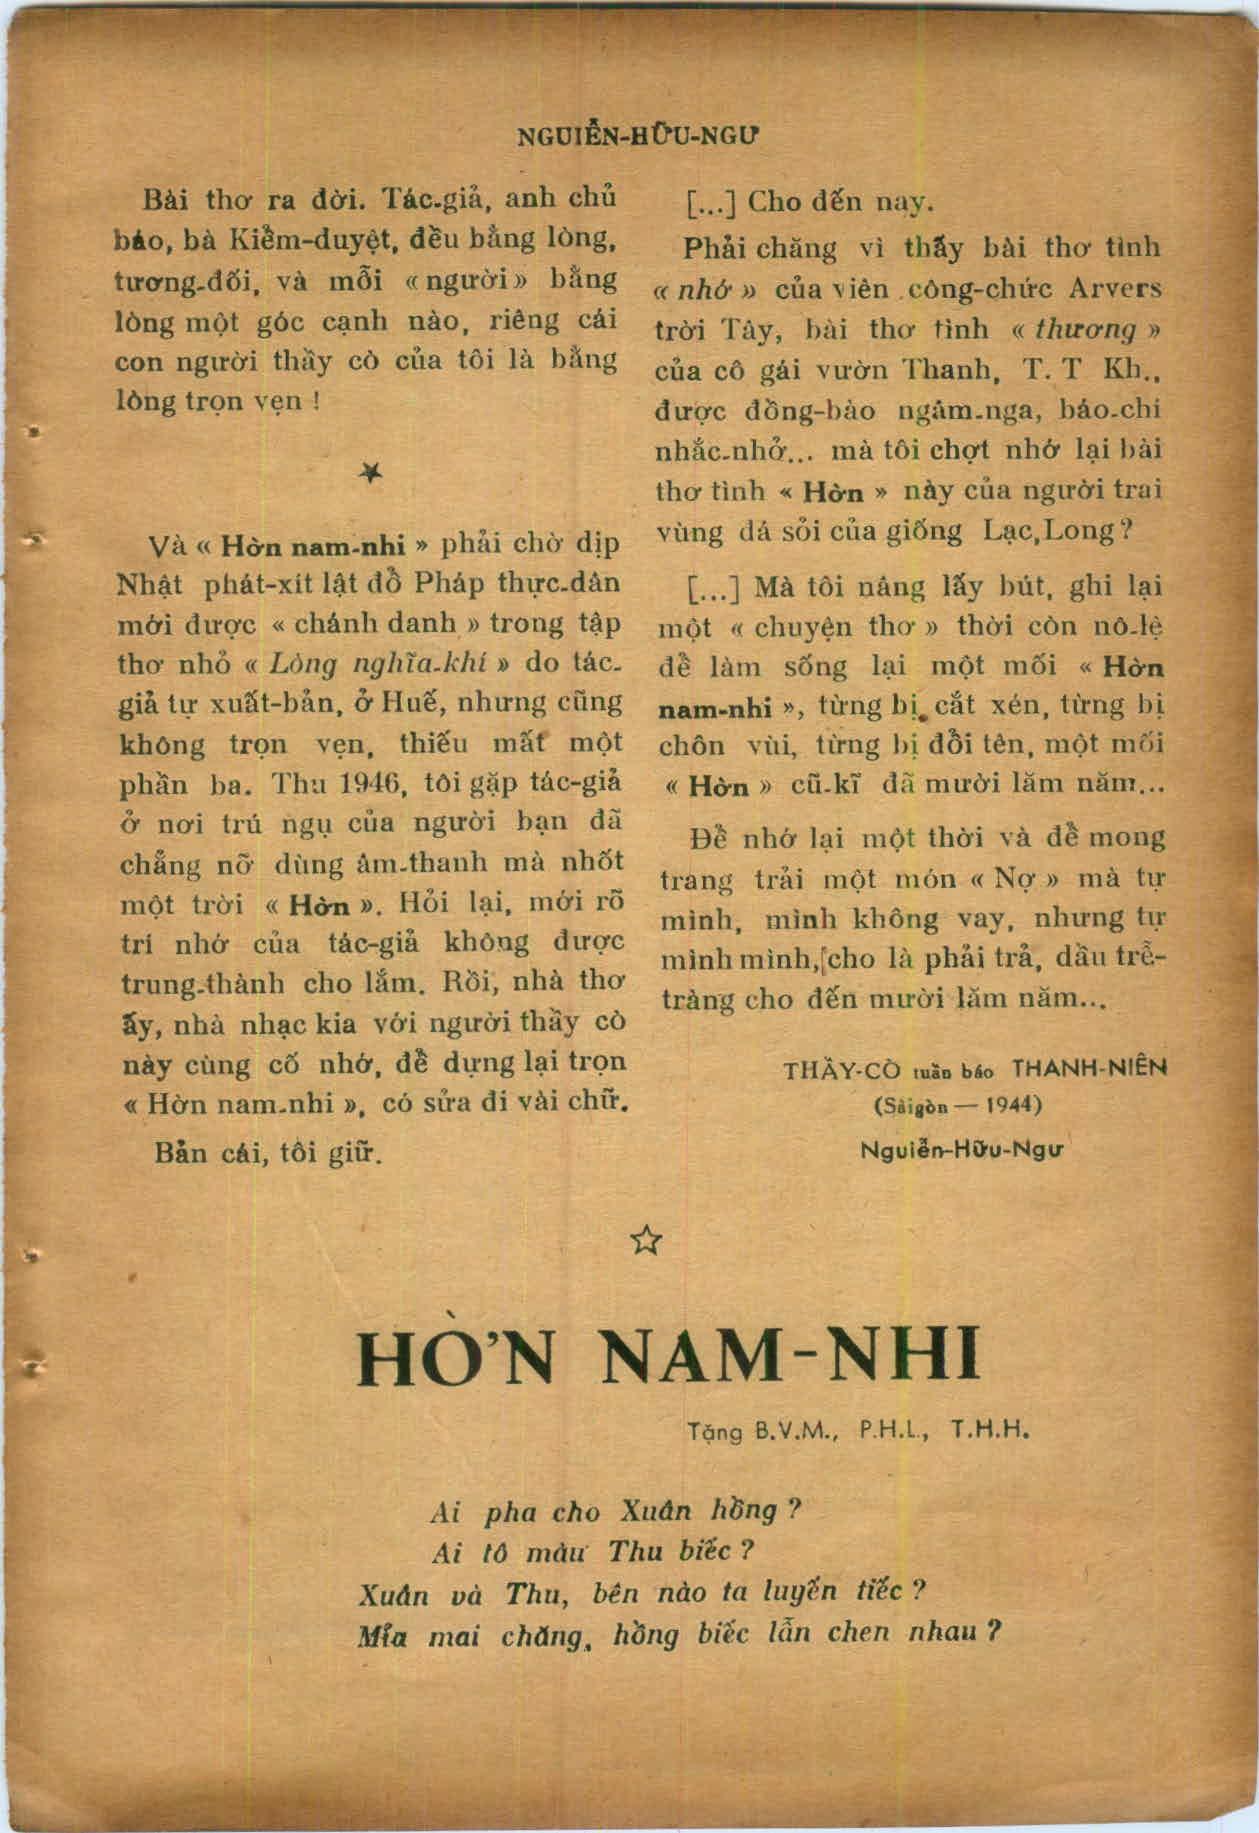 NGUIỄN-HỮU-NGƯ
Bài thơ ra đời. Tác-giả, anh chủ
báo, bà Kiểm-duyệt, đều bằng lòng,
tương-đối, và mỗi « người » bằng
lòng một góc cạnh nào, riêng cái
con người thầy cò của tôi là bằng
lòng trọn vẹn !
Và « Hờn nam-nhi » phải chờ dịp
Nhật phát-xít lật đổ Pháp thực-dân
mới được « chánh danh » trong tập
thơ nhỏ « Lòng nghĩa-khí » do tác-
giả tự xuất-bản, ở Huế, nhưng cũng
không trọn vẹn, thiếu mất một
phần ba. Thu 1946, tôi gặp tác-giả
ở nơi trú ngụ của người bạn đã
chẳng nỡ dùng âm-thanh mà nhốt
một trời « Hờn ». Hỏi lại, mới rõ
trí nhớ của tác-giả không được
trung-thành cho lắm. Rồi, nhà thơ
ấy, nhà nhạc kia với người thầy cò
này cùng cố nhớ, để dựng lại trọn
« Hờn nam-nhi », có sửa đi vài chữ.
Bản cái, tôi giữ.
[...] Cho đến nay.
Phải chăng vì thấy bài thơ tình
« nhớ » của viên công-chức Arvers
trời Tây, bài thơ tình « thương »
của cô gái vườn Thanh, T. T Kh.,
được đồng-bào ngâm-nga, báo-chí
nhắc-nhở... mà tôi chợt nhớ lại bài
thơ tình « Hờn » này của người trai
vùng đá sỏi của giống Lạc,Long ?
[...] Mà tôi nâng lấy bút, ghi lại
một « chuyện thơ » thời còn nô-lệ
để làm sống lại một mối « Hờn
nam-nhi », từng bị cắt xén, từng bị
chôn vùi, từng bị đổi tên, một mối
« Hờn » cũ-kĩ đã mười lăm năm...
Để nhớ lại một thời và để mong
trang trải một món « Nợ » mà tự
mình, mình không vay, nhưng tự
mình mình, cho là phải trả, dầu trễ-
tràng cho đến mười lăm năm...
THẦY-CÒ tuần báo THANH-NIÊN
(Sàigòn — 1944)
Nguiễn-Hữu-Ngư
HỜN NAM-NHI
Tặng B.V.M., P.H.L., T.H.H.
Ai pha cho Xuân hồng ?
Ai tô màu Thu biếc ?
Xuân và Thu, bên nào ta luyến tiếc ?
Mỉa mai chăng, hồng biếc lẫn chen nhau ?